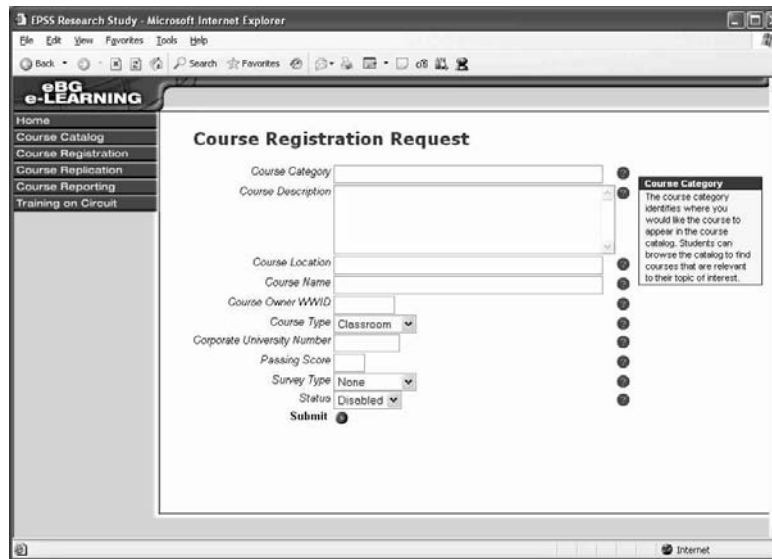 EPSS Research Study - Microsoft Internet Explorer
File Edit View Favorites Tools Help
Back Search Favorites
eBG
e-LEARNING
Home
Course Catalog
Course Registration
Course Replication
Course Reporting
Training on Circuit
Course Registration Request
Course Category
Course Description
Course Category
The course category
identifies where you
would like the course to
appear in the course
catalog. Students can
browse the catalog to find
courses that are relevant
to their topic of interest.
Course Location
Course Name
Course Owner WWID
Course Type Classroom
Corporate University Number
Passing Score
Survey Type None
Status Disabled
Submit
Internet